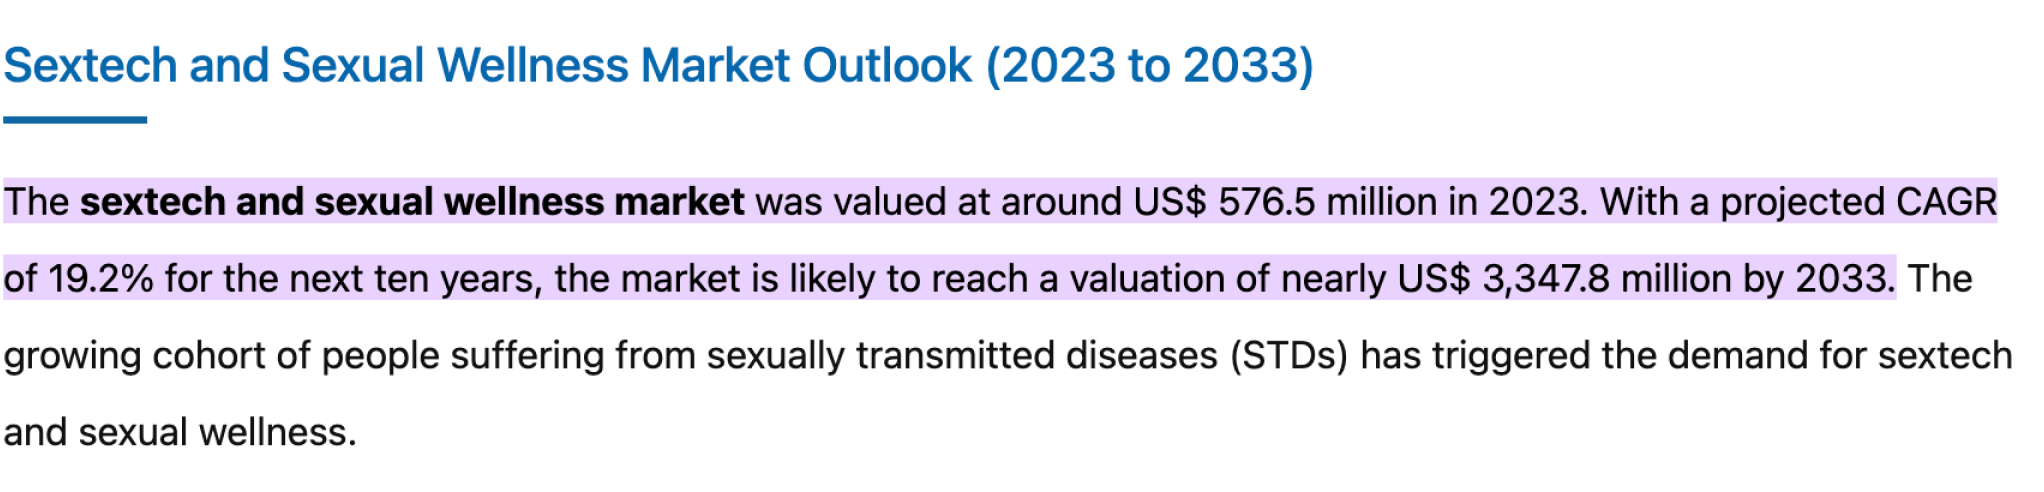 Sextech and Sexual Wellness Market Outlook (2023 to 2033)
The sextech and sexual wellness market was valued at around US$ 576.5 million in 2023. With a projected CAGR
of 19.2% for the next ten years, the market is likely to reach a valuation of nearly US$ 3,347.8 million by 2033. The
growing cohort of people suffering from sexually transmitted diseases (STDs) has triggered the demand for sextech
and sexual wellness.